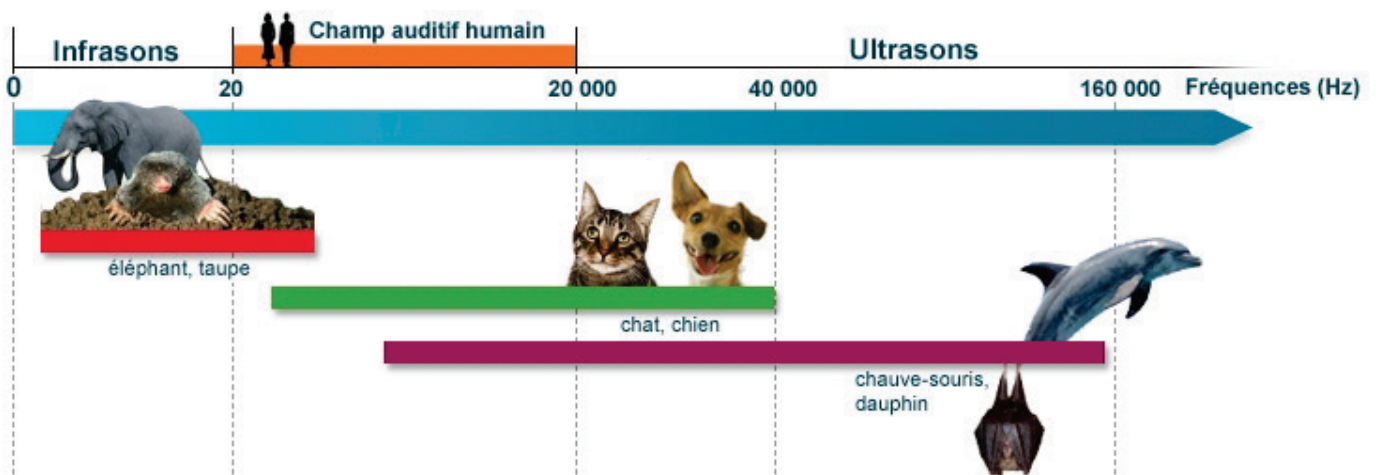 Infrasons
Champ auditif humain
Ultrasons
0
20
20 000
40 000
160 000
Fréquences (Hz)
éléphant, taupe
chat, chien
chauve-souris,
dauphin